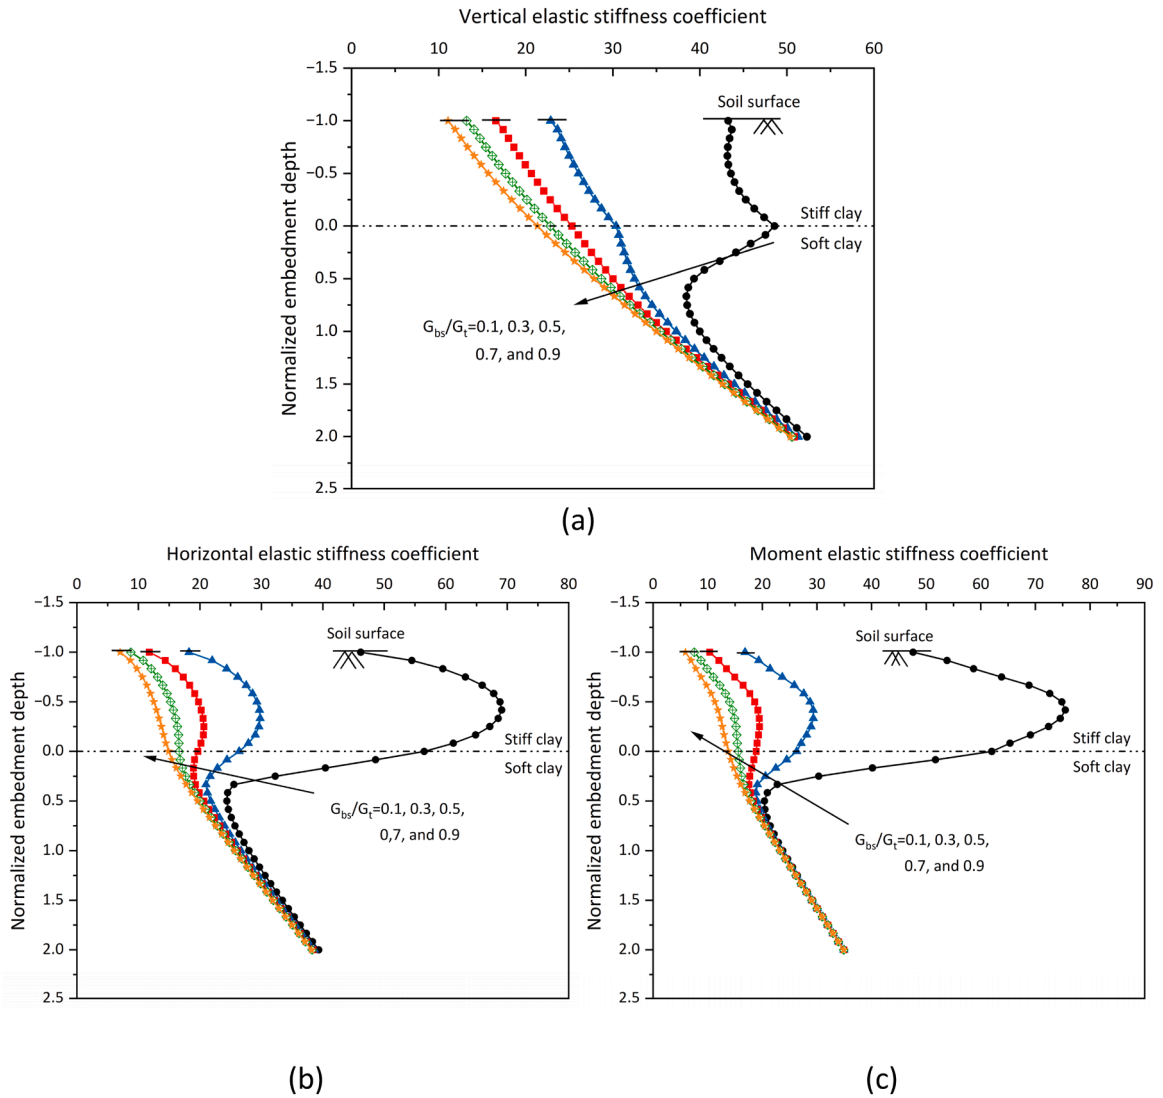 Vertical elastic stiffness coefficient
0 10 20 30 40 50 60
−1.5
Soil surface
−1.0
−0.5
Stiff clay
0.0
Soft clay
0.5
G_bs/G_t=0.1, 0.3, 0.5,
1.0
0.7, and 0.9
1.5
2.0
2.5
Normalized embedment depth
(a)
Horizontal elastic stiffness coefficient
0 10 20 30 40 50 60 70 80
−1.5
Soil surface
−1.0
−0.5
Stiff clay
0.0
Soft clay
0.5
G_bs/G_t=0.1, 0.3, 0.5,
0,7, and 0.9
1.0
1.5
2.0
2.5
Normalized embedment depth
(b)
Moment elastic stiffness coefficient
0 10 20 30 40 50 60 70 80 90
−1.5
Soil surface
−1.0
−0.5
Stiff clay
0.0
Soft clay
0.5
G_bs/G_t=0.1, 0.3, 0.5,
0.7, and 0.9
1.0
1.5
2.0
2.5
Normalized embedment depth
(c)